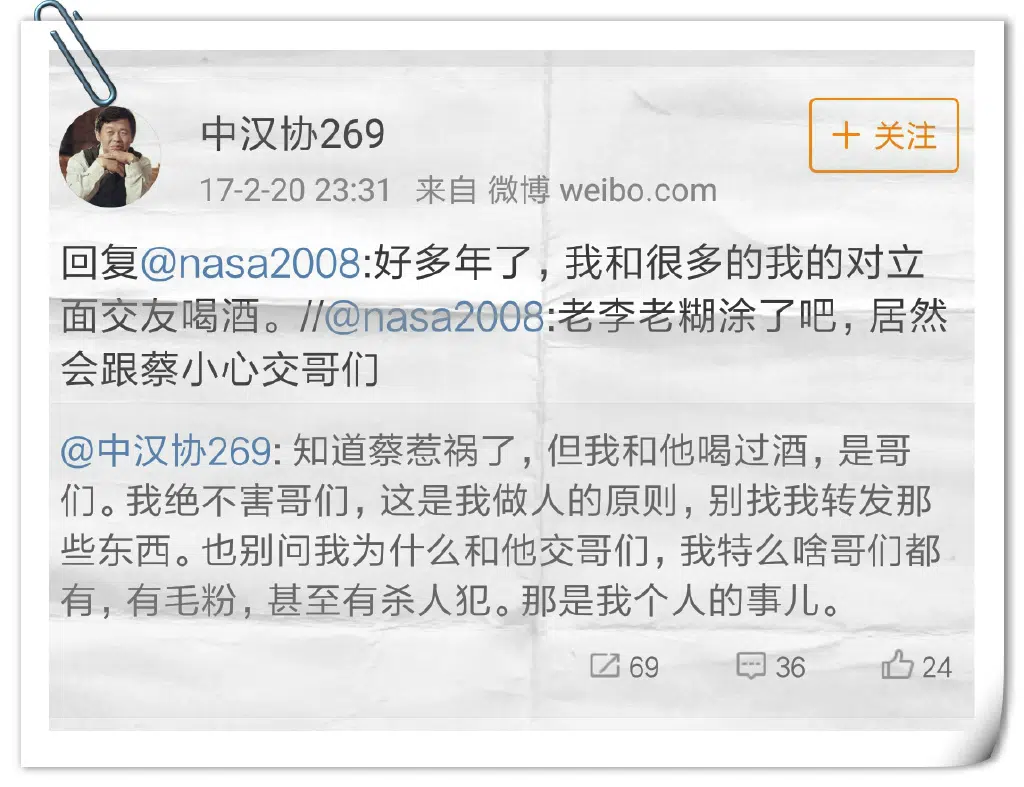 中汉协269
+ 关注
17-2-20 23:31 来自 微博 weibo.com
回复@nasa2008:好多年了，我和很多的我的对立
面交友喝酒。//@nasa2008:老李老糊涂了吧，居然
会跟蔡小心交哥们
@中汉协269: 知道蔡惹祸了，但我和他喝过酒，是哥
们。我绝不害哥们，这是我做人的原则，别找我转发那
些东西。也别问我为什么和他交哥们，我特么啥哥们都
有，有毛粉，甚至有杀人犯。那是我个人的事儿。
69 36 24